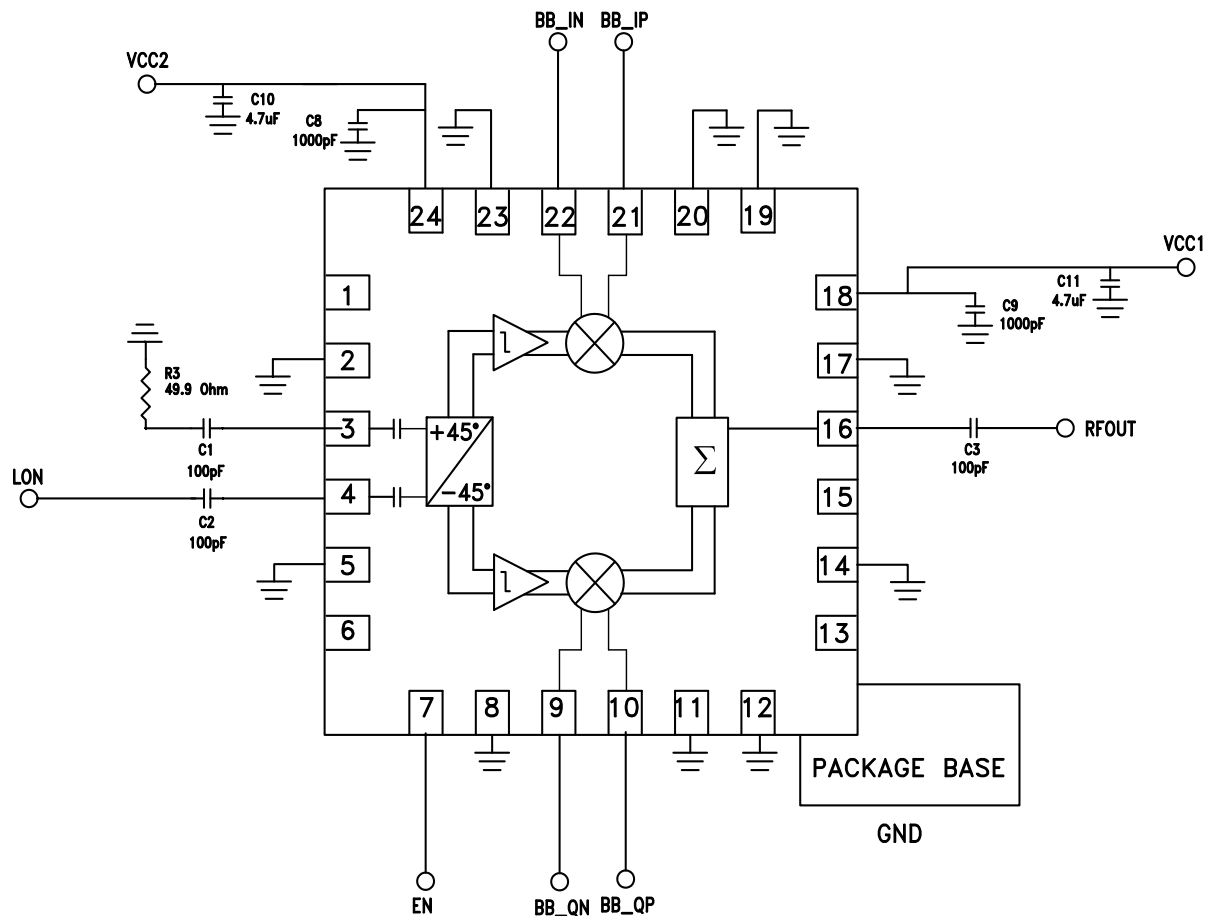 BB_IN
BB_IP
VCC2
C10
4.7uF
C8
1000pF
24
23
22
21
20
19
VCC1
C11
4.7uF
C9
1000pF
1
18
2
17
R3
49.9 Ohm
3
+45°
16
RFOUT
C1
100pF
C3
100pF
Σ
LON
4
-45°
15
C2
100pF
5
14
6
13
7
8
9
10
11
12
PACKAGE BASE
GND
EN
BB_QN
BB_QP